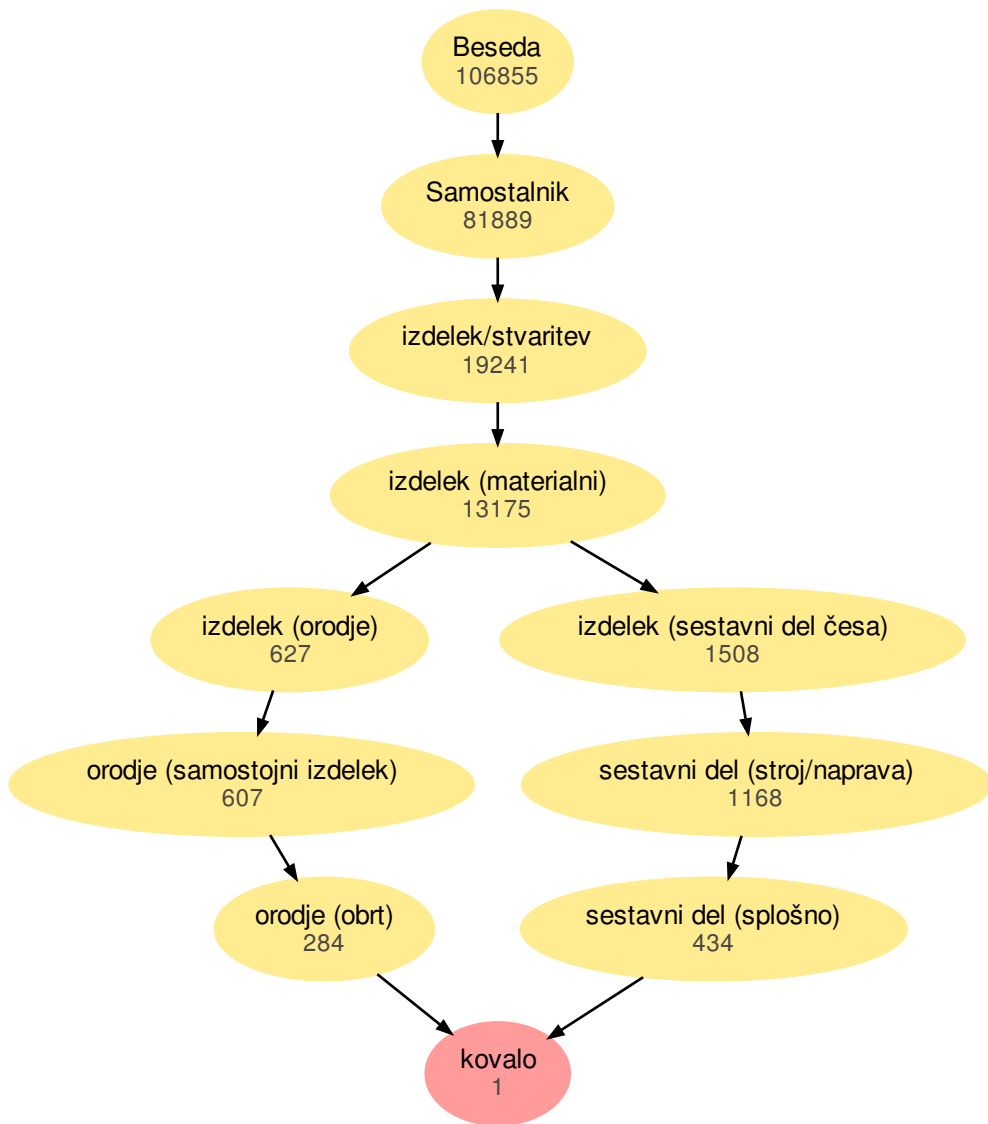 Beseda
106855
Samostalnik
81889
izdelek/stvaritev
19241
izdelek (materialni)
13175
izdelek (orodje)
627
izdelek (sestavni del česa)
1508
orodje (samostojni izdelek)
607
sestavni del (stroj/naprava)
1168
orodje (obrt)
284
sestavni del (splošno)
434
kovalo
1